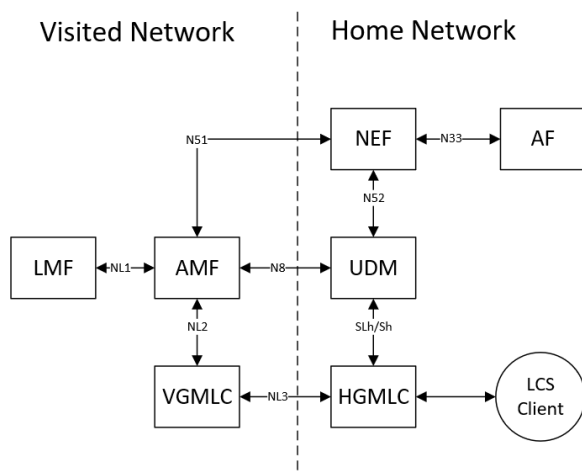 Visited Network
Home Network
N51
NEF
N33
AF
N52
LMF
NL1
AMF
N8
UDM
NL2
SLh/Sh
VGMLC
NL3
HGMLC
LCS
Client